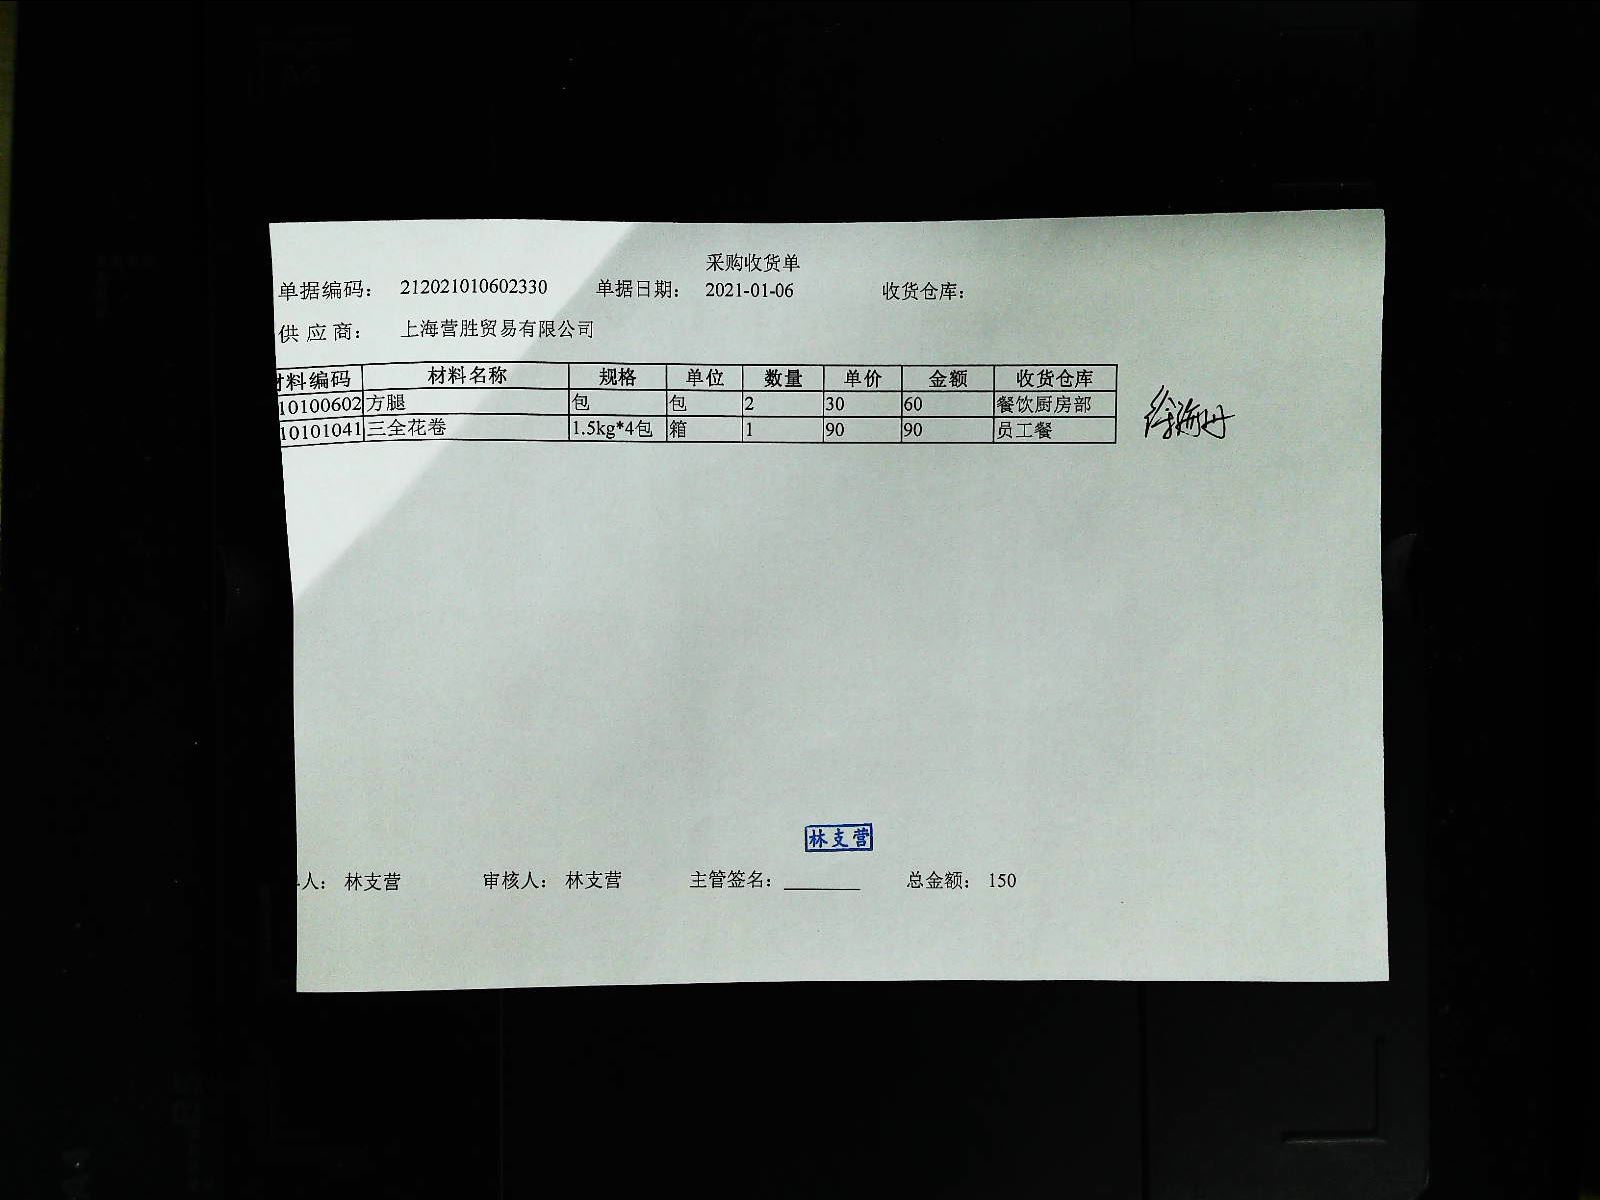 采购收货单
单据编码： 212021010602330 单据日期： 2021-01-06 收货仓库：
供 应 商： 上海营胜贸易有限公司
料编码 材料名称 规格 单位 数量 单价 金额 收货仓库
10100602 方腿 包 包 2 30 60 餐饮厨房部
10101041 三全花卷 1.5kg*4包 箱 1 90 90 员工餐
林支营
人： 林支营 审核人： 林支营 主管签名： 总金额： 150